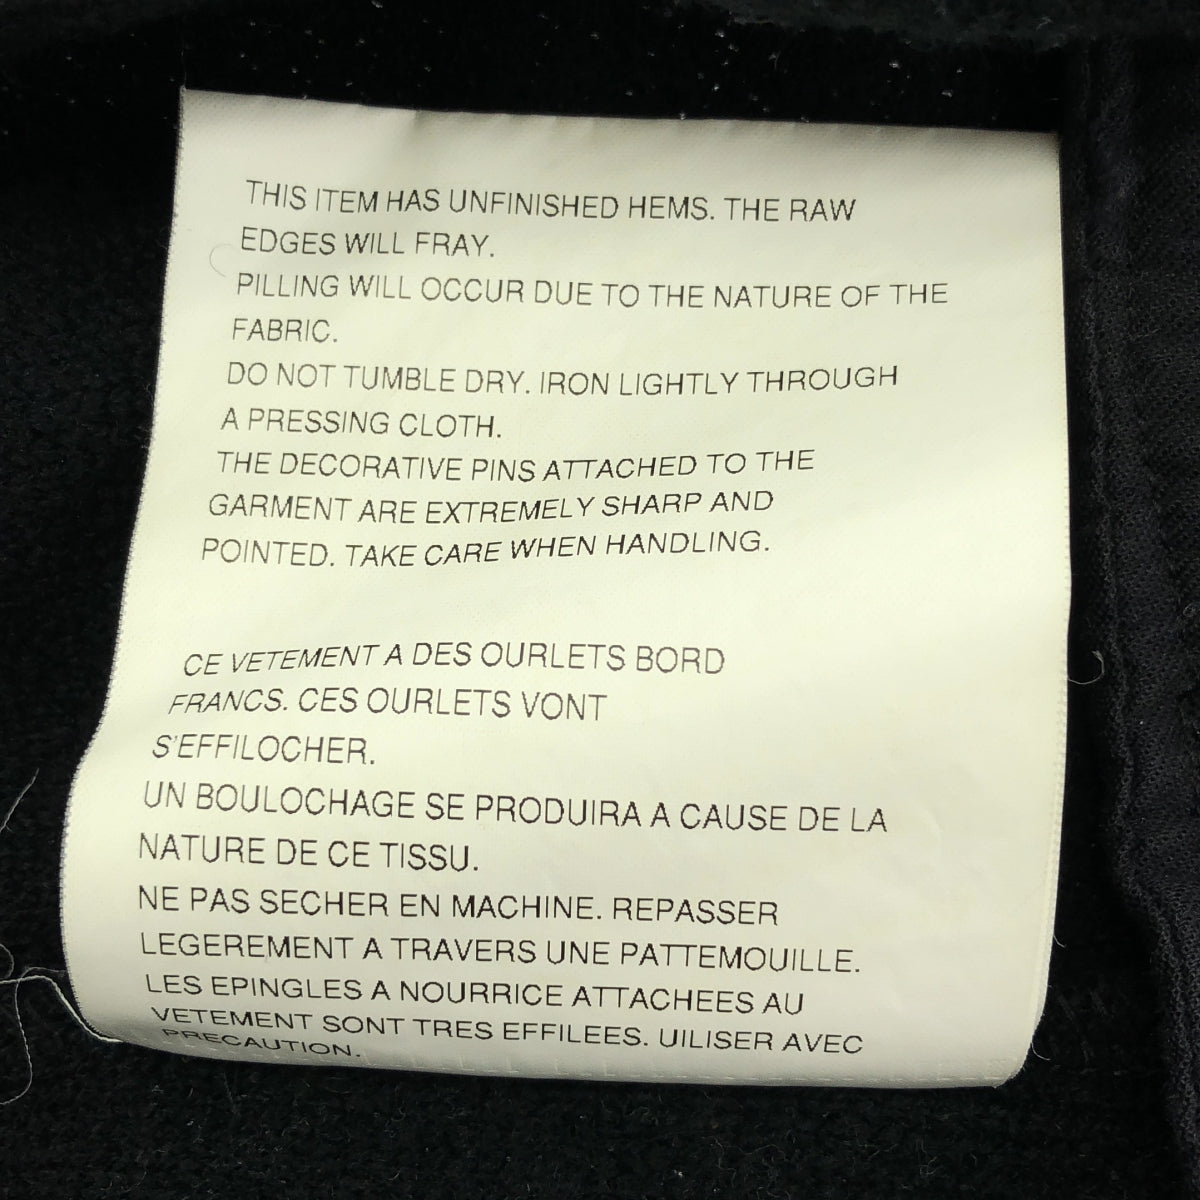 THIS ITEM HAS UNFINISHED HEMS. THE RAW
EDGES WILL FRAY.
PILLING WILL OCCUR DUE TO THE NATURE OF THE
FABRIC.
DO NOT TUMBLE DRY. IRON LIGHTLY THROUGH
A PRESSING CLOTH.
THE DECORATIVE PINS ATTACHED TO THE
GARMENT ARE EXTREMELY SHARP AND
POINTED. TAKE CARE WHEN HANDLING.
CE VETEMENT A DES OURLETS BORD
FRANCS. CES OURLETS VONT
S'EFFILOCHER.
UN BOULOCHAGE SE PRODUIRA A CAUSE DE LA
NATURE DE CE TISSU.
NE PAS SECHER EN MACHINE. REPASSER
LEGEREMENT A TRAVERS UNE PATTEMOUILLE.
LES EPINGLES A NOURRICE ATTACHEES AU
VETEMENT SONT TRES EFFILEES. UILISER AVEC
PRECAUTION.